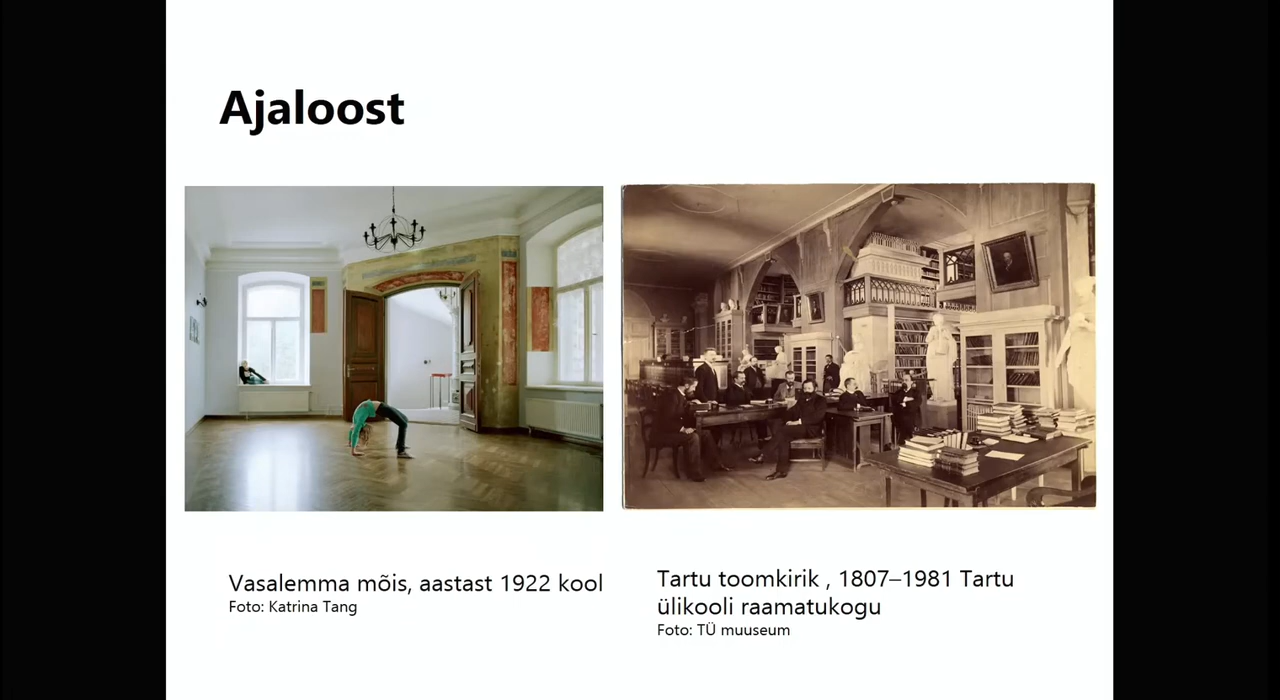 Ajaloost
Vasalemma mõis, aastast 1922 kool
Foto: Katrina Tang
Tartu toomkirik , 1807–1981 Tartu
ülikooli raamatukogu
Foto: TÜ muuseum